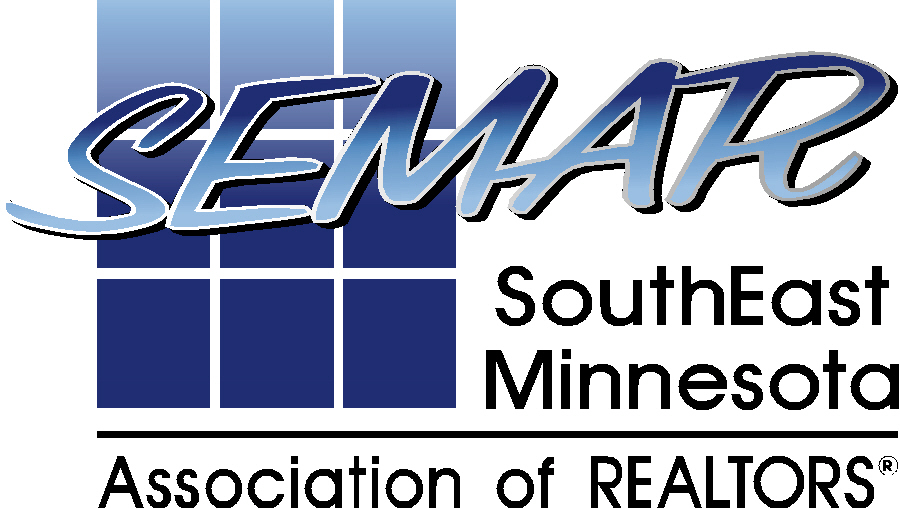 SEMAR
SouthEast
Minnesota
Association of REALTORS®